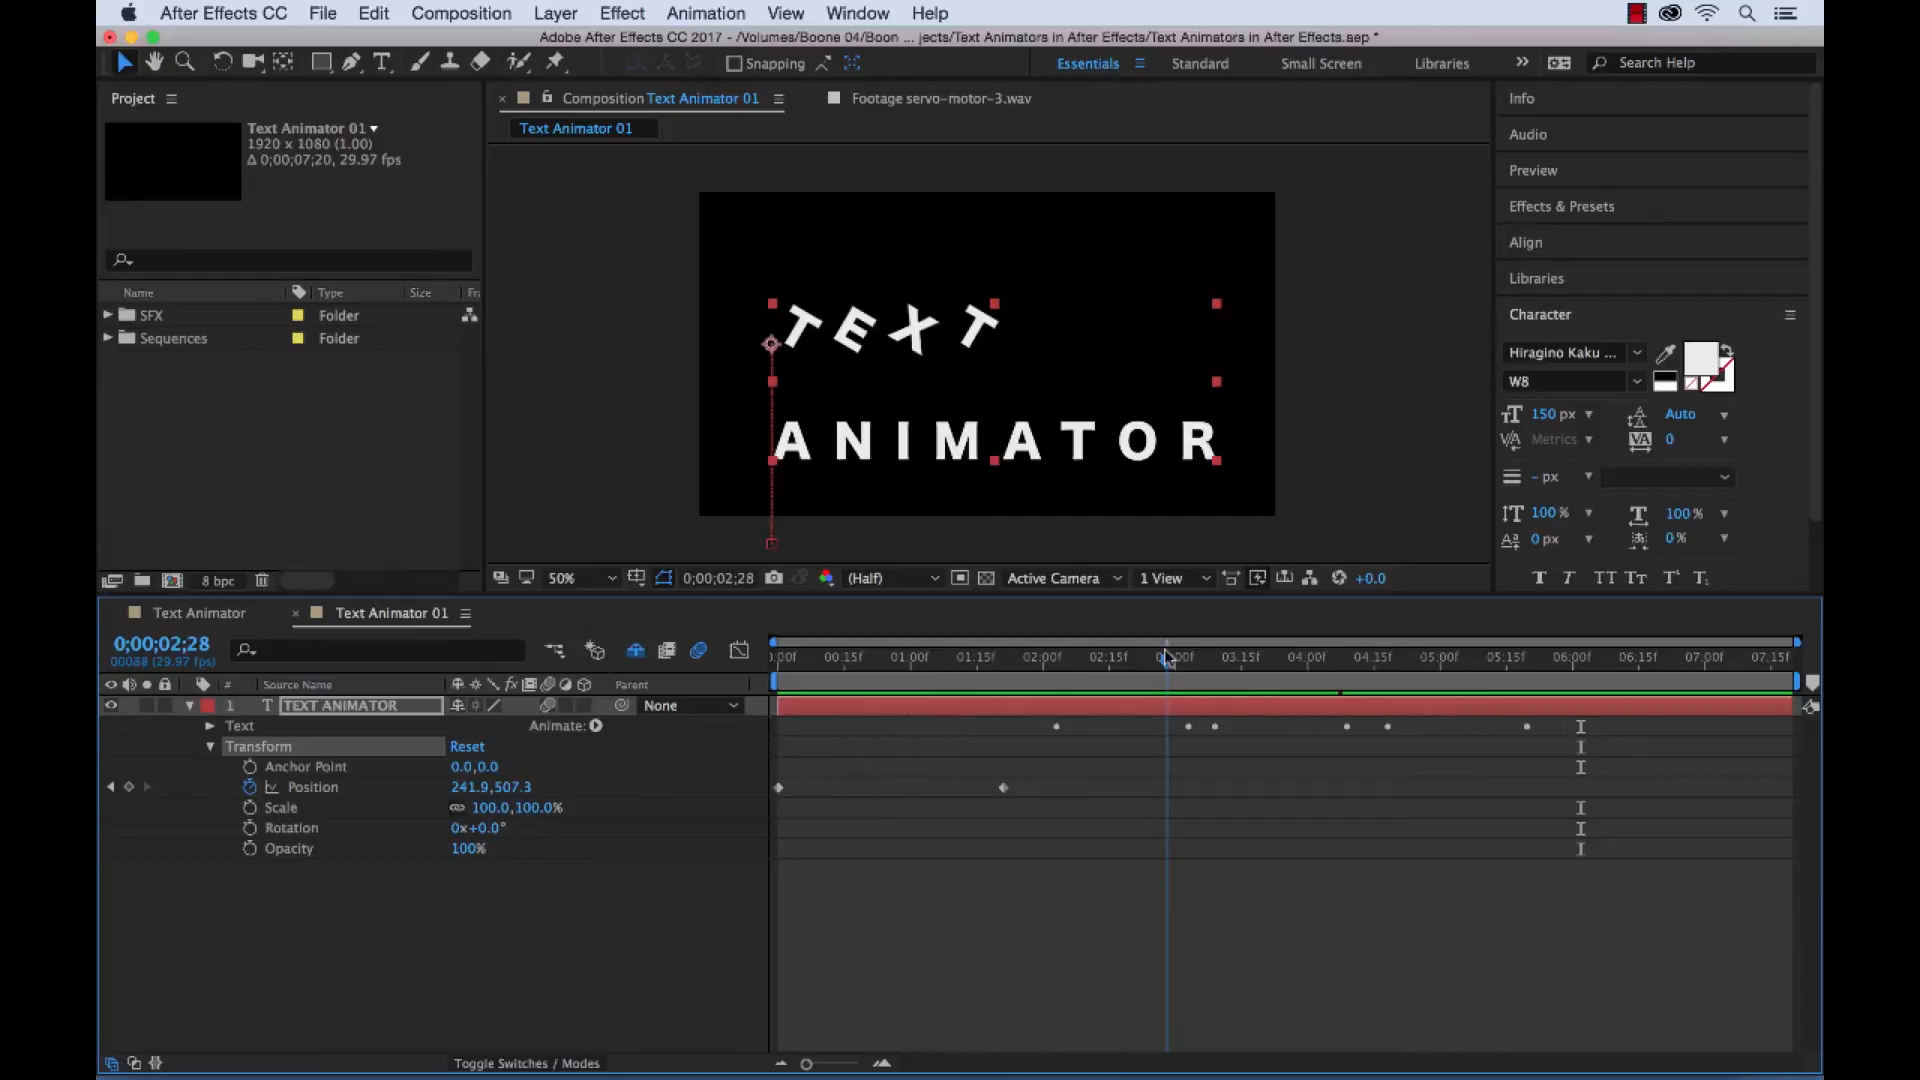 After Effects CC File Edit Composition Layer Effect Animation View Window Help
Adobe After Effects CC 2017 - /Volumes/Boone 04/Boon ... jects/Text Animators in After Effects/Text Animators in After Effects.aep *
Snapping Essentials Standard Small Screen Libraries Search Help
Project
Composition Text Animator 01 Footage servo-motor-3.wav
Info
Text Animator 01
1920 x 1080 (1.00)
Δ 0;00;07;20, 29.97 fps
Text Animator 01
Audio
Preview
Effects & Presets
Align
Libraries
Name Type Size Fr
SFX Folder
Sequences Folder
TEXT
ANIMATOR
Character
Hiragino Kaku ...
W8
150 px Auto
Metrics 0
- px
100 % 100 %
0 px 0 %
8 bpc
50% 0;00;02;28 (Half) Active Camera 1 View +0.0
Text Animator Text Animator 01
0;00;02;28
00088 (29.97 fps)
:00f 00:15f 01:00f 01:15f 02:00f 02:15f 03:15f 04:00f 04:15f 05:00f 05:15f 06:00f 06:15f 07:00f 07:15f
# Source Name Parent
1 T TEXT ANIMATOR None
Text Animate:
Transform Reset
Anchor Point 0.0,0.0
Position 241.9,507.3
Scale 100.0,100.0%
Rotation 0x+0.0°
Opacity 100%
Toggle Switches / Modes